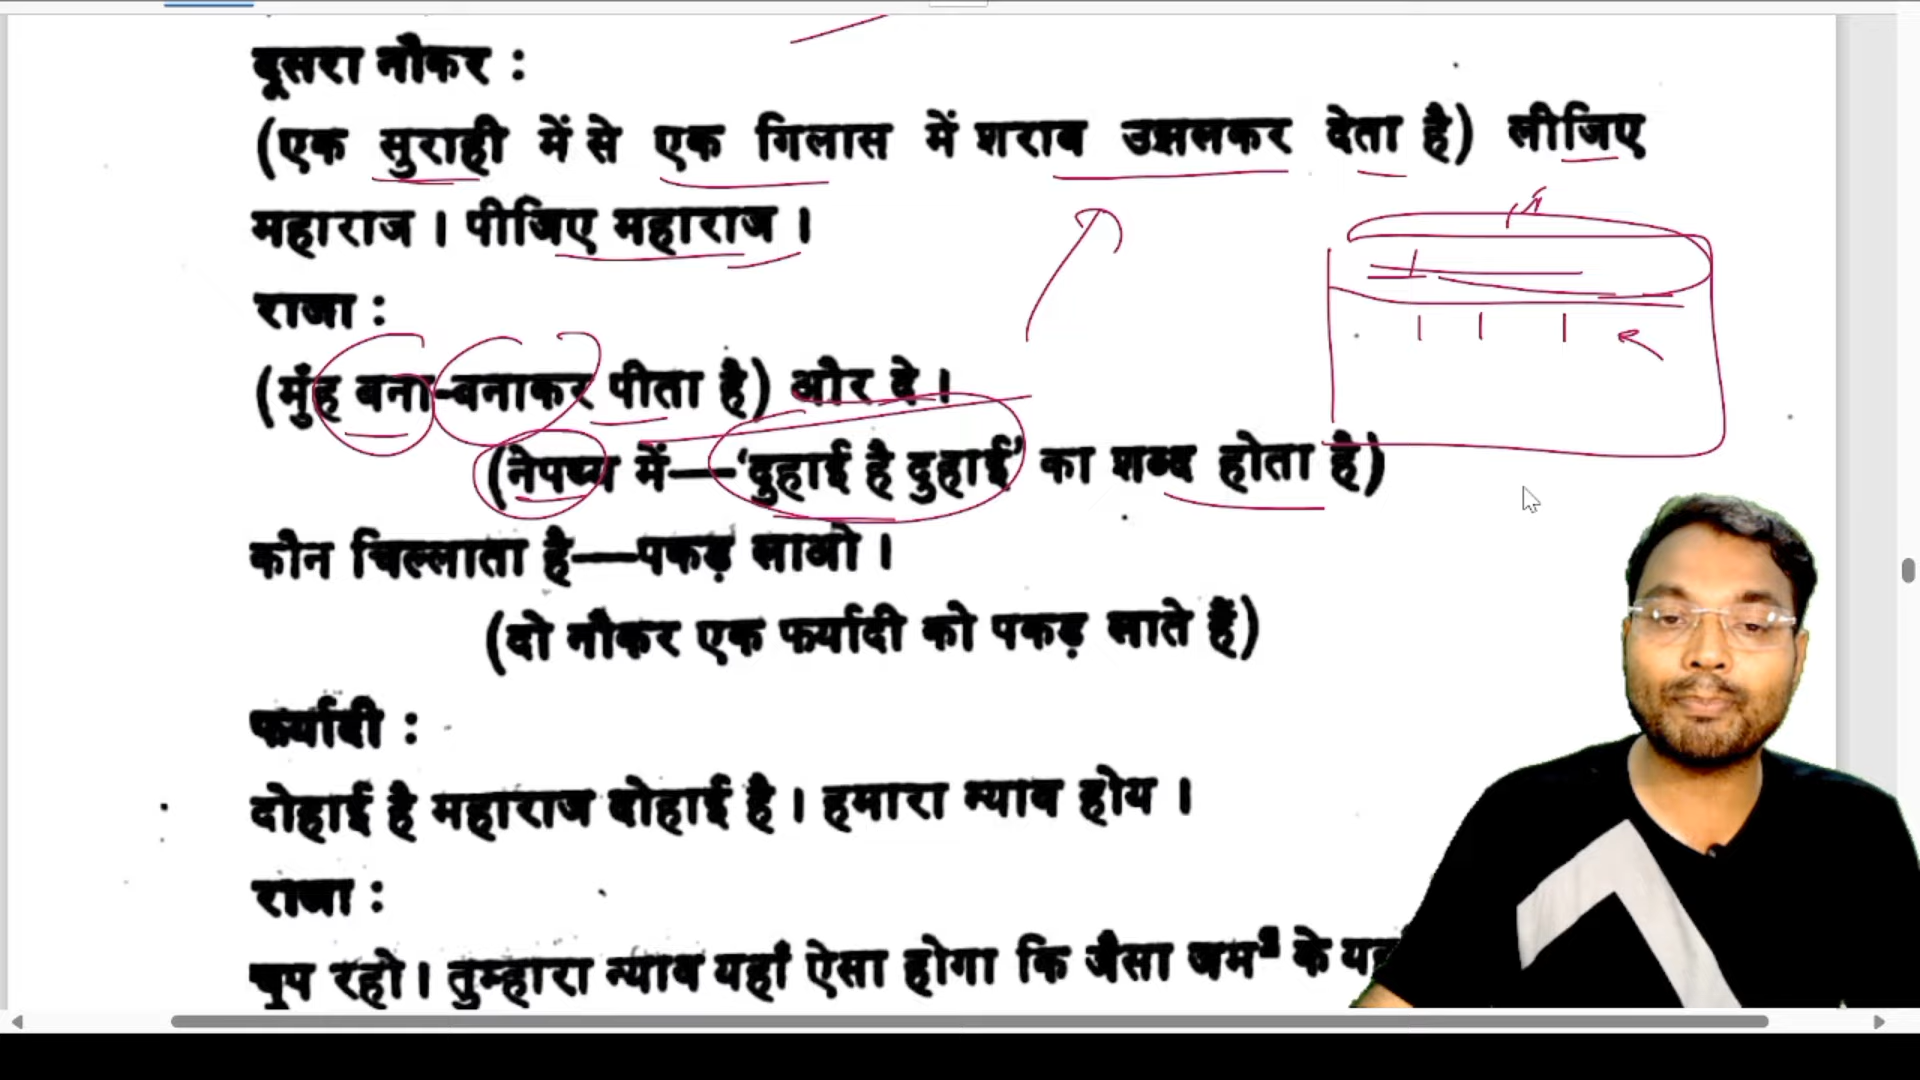 दूसरा नौकर :
(एक सुराही में से एक गिलास में शराब उझलकर देता है) लीजिए
महाराज । पीजिए महाराज ।
राजा :
(मुँह बना-बनाकर पीता है) और दे ।
(नेपथ्य में—‘दुहाई है दुहाई’ का शब्द होता है)
कौन चिल्लाता है—पकड़ लाओ ।
(दो नौकर एक फर्यादी को पकड़ लाते हैं)
फर्यादी :
दोहाई है महाराज दोहाई है । हमारा न्याव होय ।
राजा :
चुप रहो । तुम्हारा न्याव यहाँ ऐसा होगा कि जैसा जम के